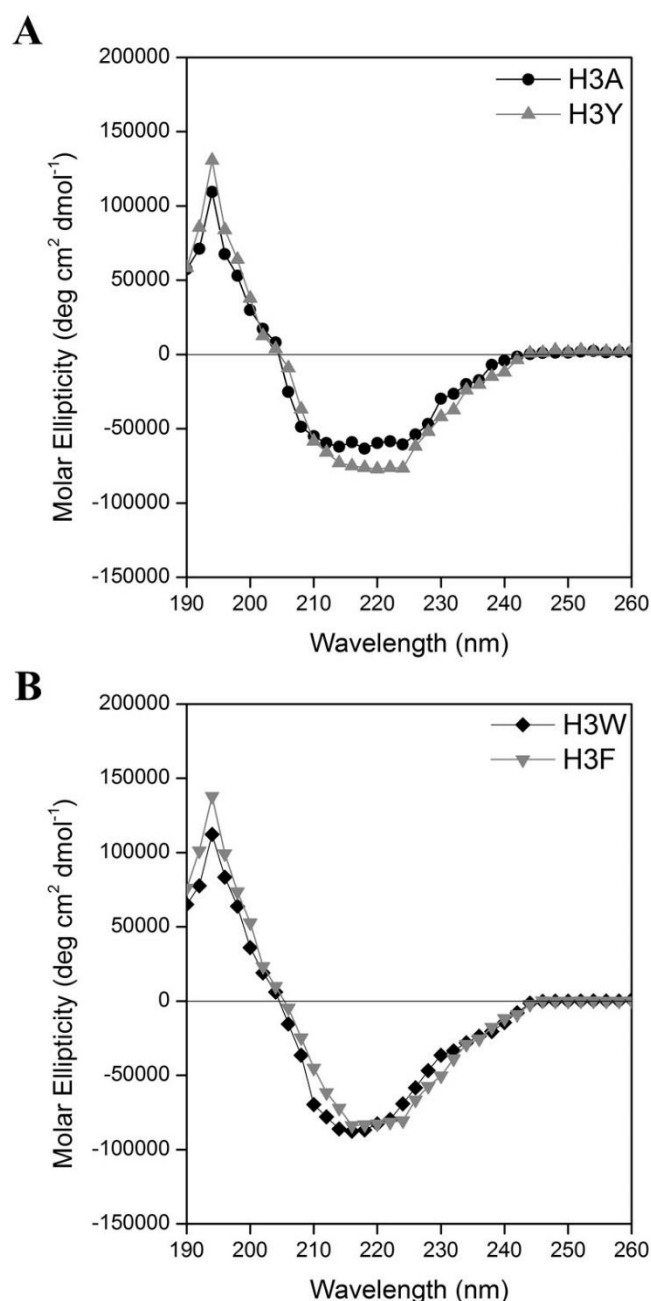 A
H3A
H3Y
200000
150000
100000
50000
0
-50000
-100000
-150000
Molar Ellipticity (deg cm² dmol⁻¹)
190 200 210 220 230 240 250 260
Wavelength (nm)
B
H3W
H3F
200000
150000
100000
50000
0
-50000
-100000
-150000
Molar Ellipticity (deg cm² dmol⁻¹)
190 200 210 220 230 240 250 260
Wavelength (nm)